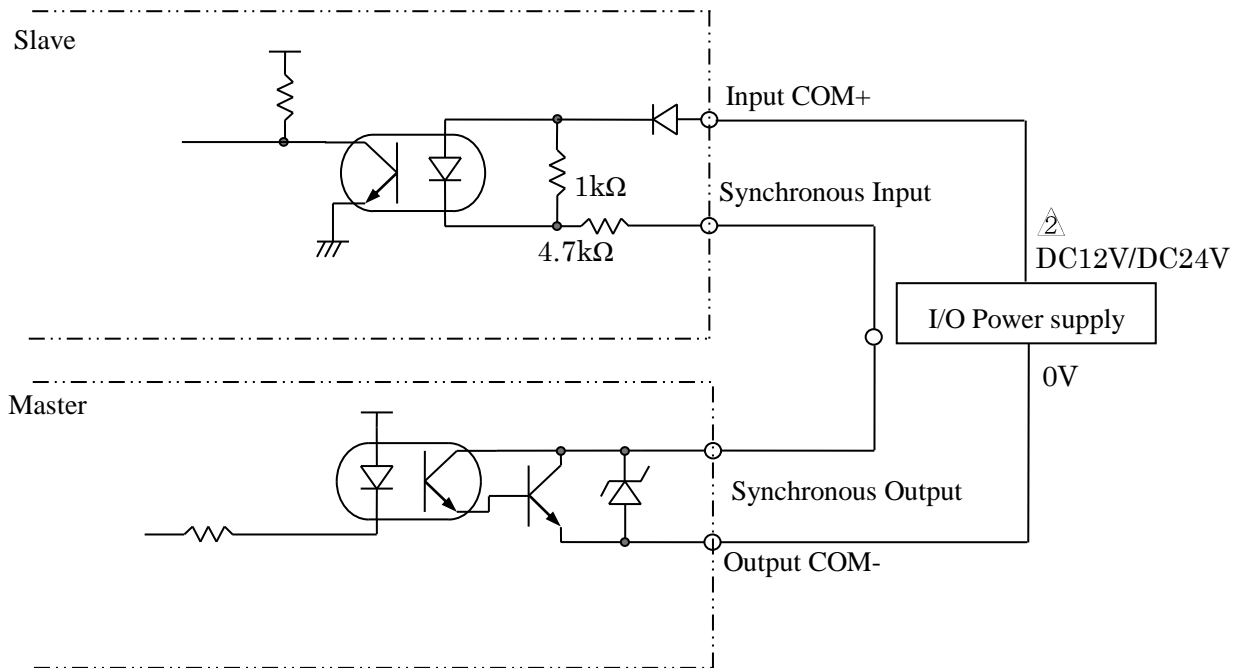 Slave
Input COM+
1kΩ
Synchronous Input
4.7kΩ
2
DC12V/DC24V
I/O Power supply
0V
Master
Synchronous Output
Output COM-